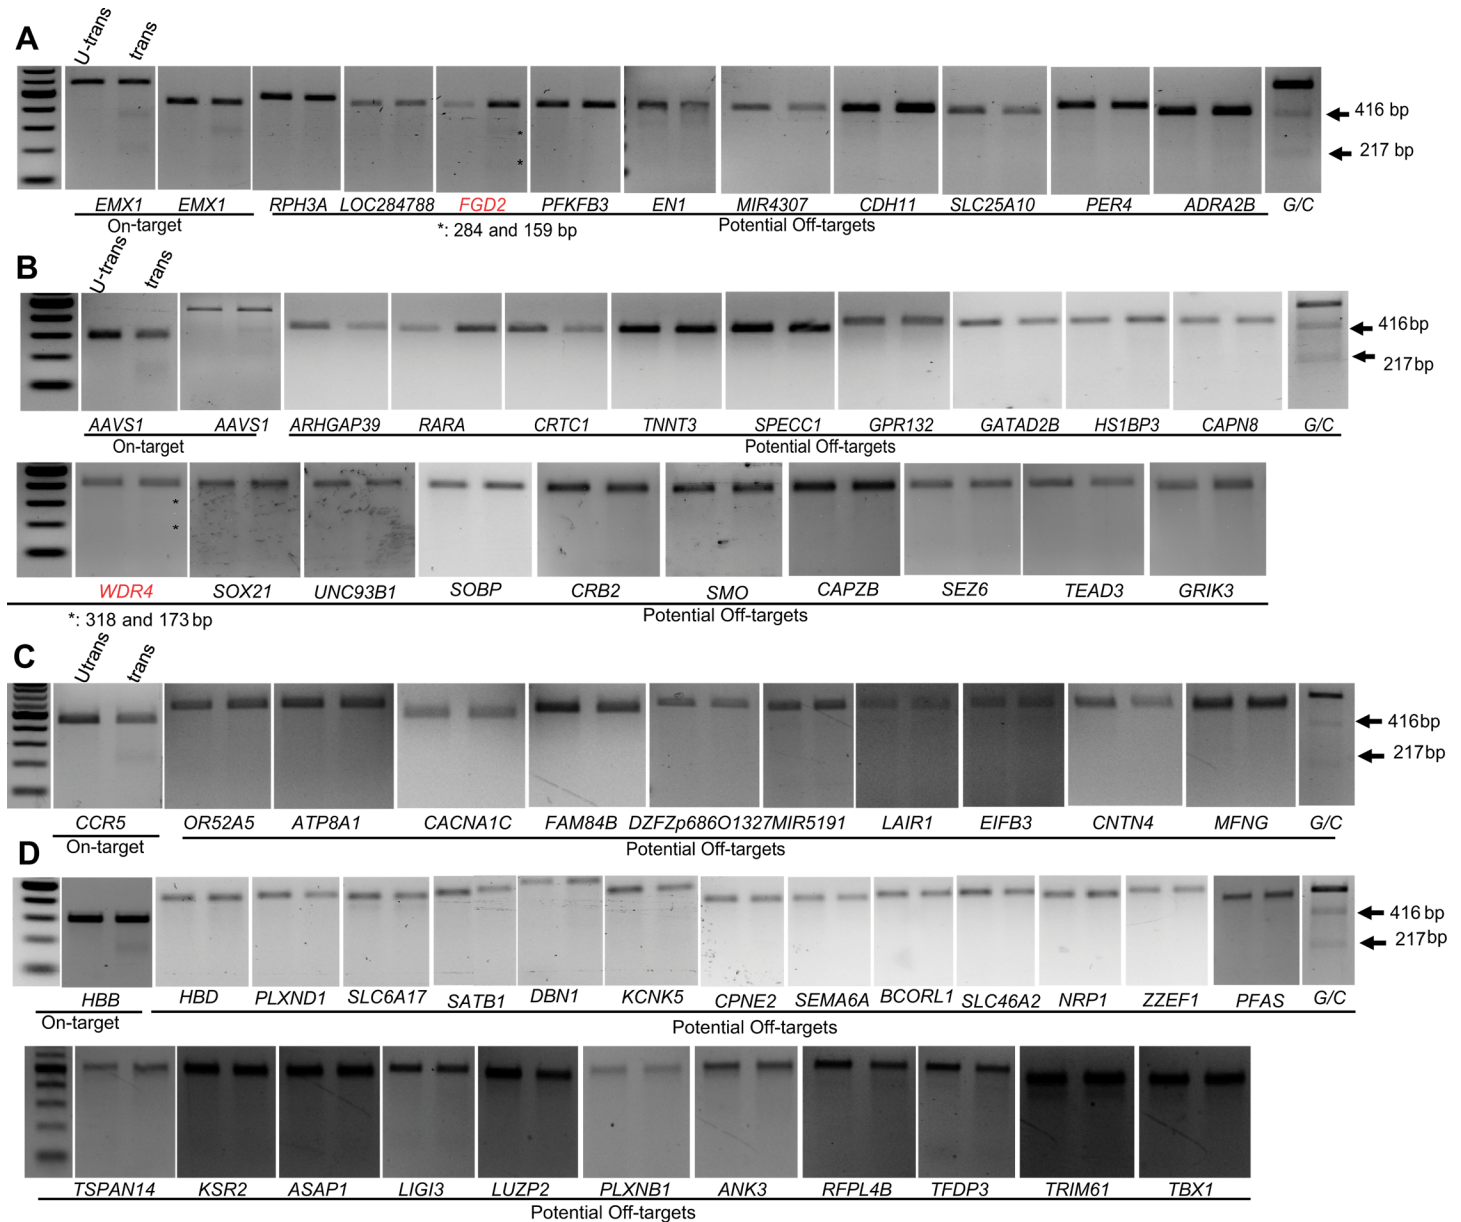 A
U-trans trans
416 bp
217 bp
EMX1 EMX1 RPH3A LOC284788 FGD2 PFKFB3 EN1 MIR4307 CDH11 SLC25A10 PER4 ADRA2B G/C
On-target Potential Off-targets
*: 284 and 159 bp
B
U-trans trans
416bp
217bp
AAVS1 AAVS1 ARHGAP39 RARA CRTC1 TNNT3 SPECC1 GPR132 GATAD2B HS1BP3 CAPN8 G/C
On-target Potential Off-targets
* 
*
WDR4 SOX21 UNC93B1 SOBP CRB2 SMO CAPZB SEZ6 TEAD3 GRIK3
Potential Off-targets
*: 318 and 173bp
C
Utrans trans
416bp
217bp
CCR5 OR52A5 ATP8A1 CACNA1C FAM84B DZFZp686O1327 MIR5191 LAIR1 EIFB3 CNTN4 MFNG G/C
On-target Potential Off-targets
D
416 bp
217bp
HBB HBD PLXND1 SLC6A17 SATB1 DBN1 KCNK5 CPNE2 SEMA6A BCORL1 SLC46A2 NRP1 ZZEF1 PFAS G/C
On-target Potential Off-targets
TSPAN14 KSR2 ASAP1 LIGI3 LUZP2 PLXNB1 ANK3 RFPL4B TFDP3 TRIM61 TBX1
Potential Off-targets